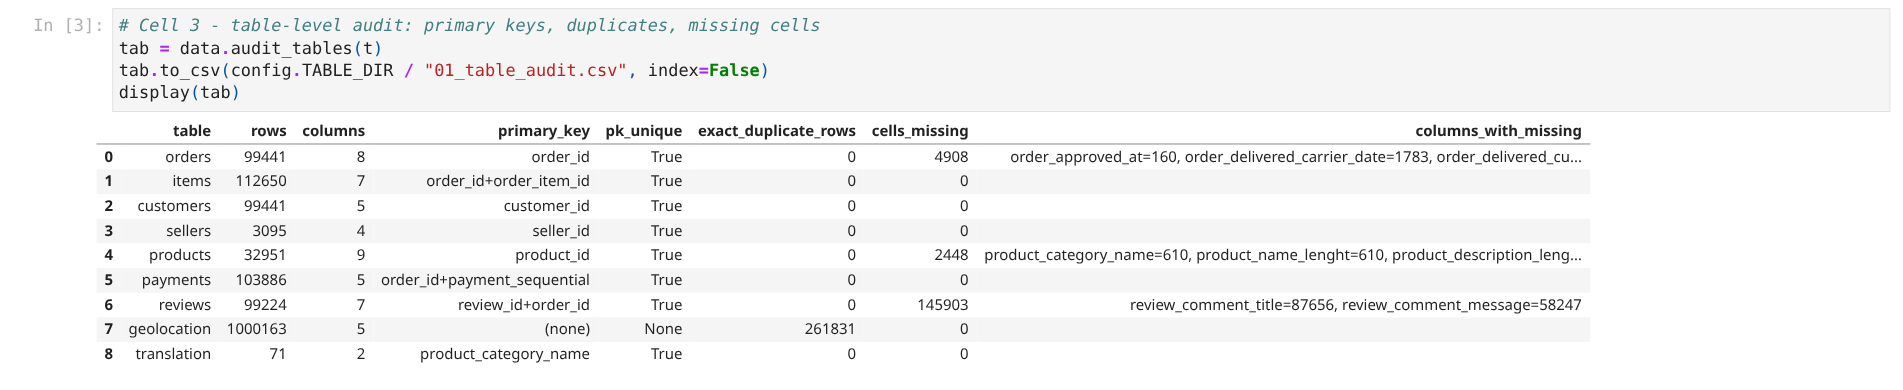 In [3]: # Cell 3 - table-level audit: primary keys, duplicates, missing cells
tab = data.audit_tables(t)
tab.to_csv(config.TABLE_DIR / "01_table_audit.csv", index=False)
display(tab)
table rows columns primary_key pk_unique exact_duplicate_rows cells_missing columns_with_missing
0 orders 99441 8 order_id True 0 4908 order_approved_at=160, order_delivered_carrier_date=1783, order_delivered_cu...
1 items 112650 7 order_id+order_item_id True 0 0
2 customers 99441 5 customer_id True 0 0
3 sellers 3095 4 seller_id True 0 0
4 products 32951 9 product_id True 0 2448 product_category_name=610, product_name_lenght=610, product_description_leng...
5 payments 103886 5 order_id+payment_sequential True 0 0
6 reviews 99224 7 review_id+order_id True 0 145903 review_comment_title=87656, review_comment_message=58247
7 geolocation 1000163 5 (none) None 261831 0
8 translation 71 2 product_category_name True 0 0